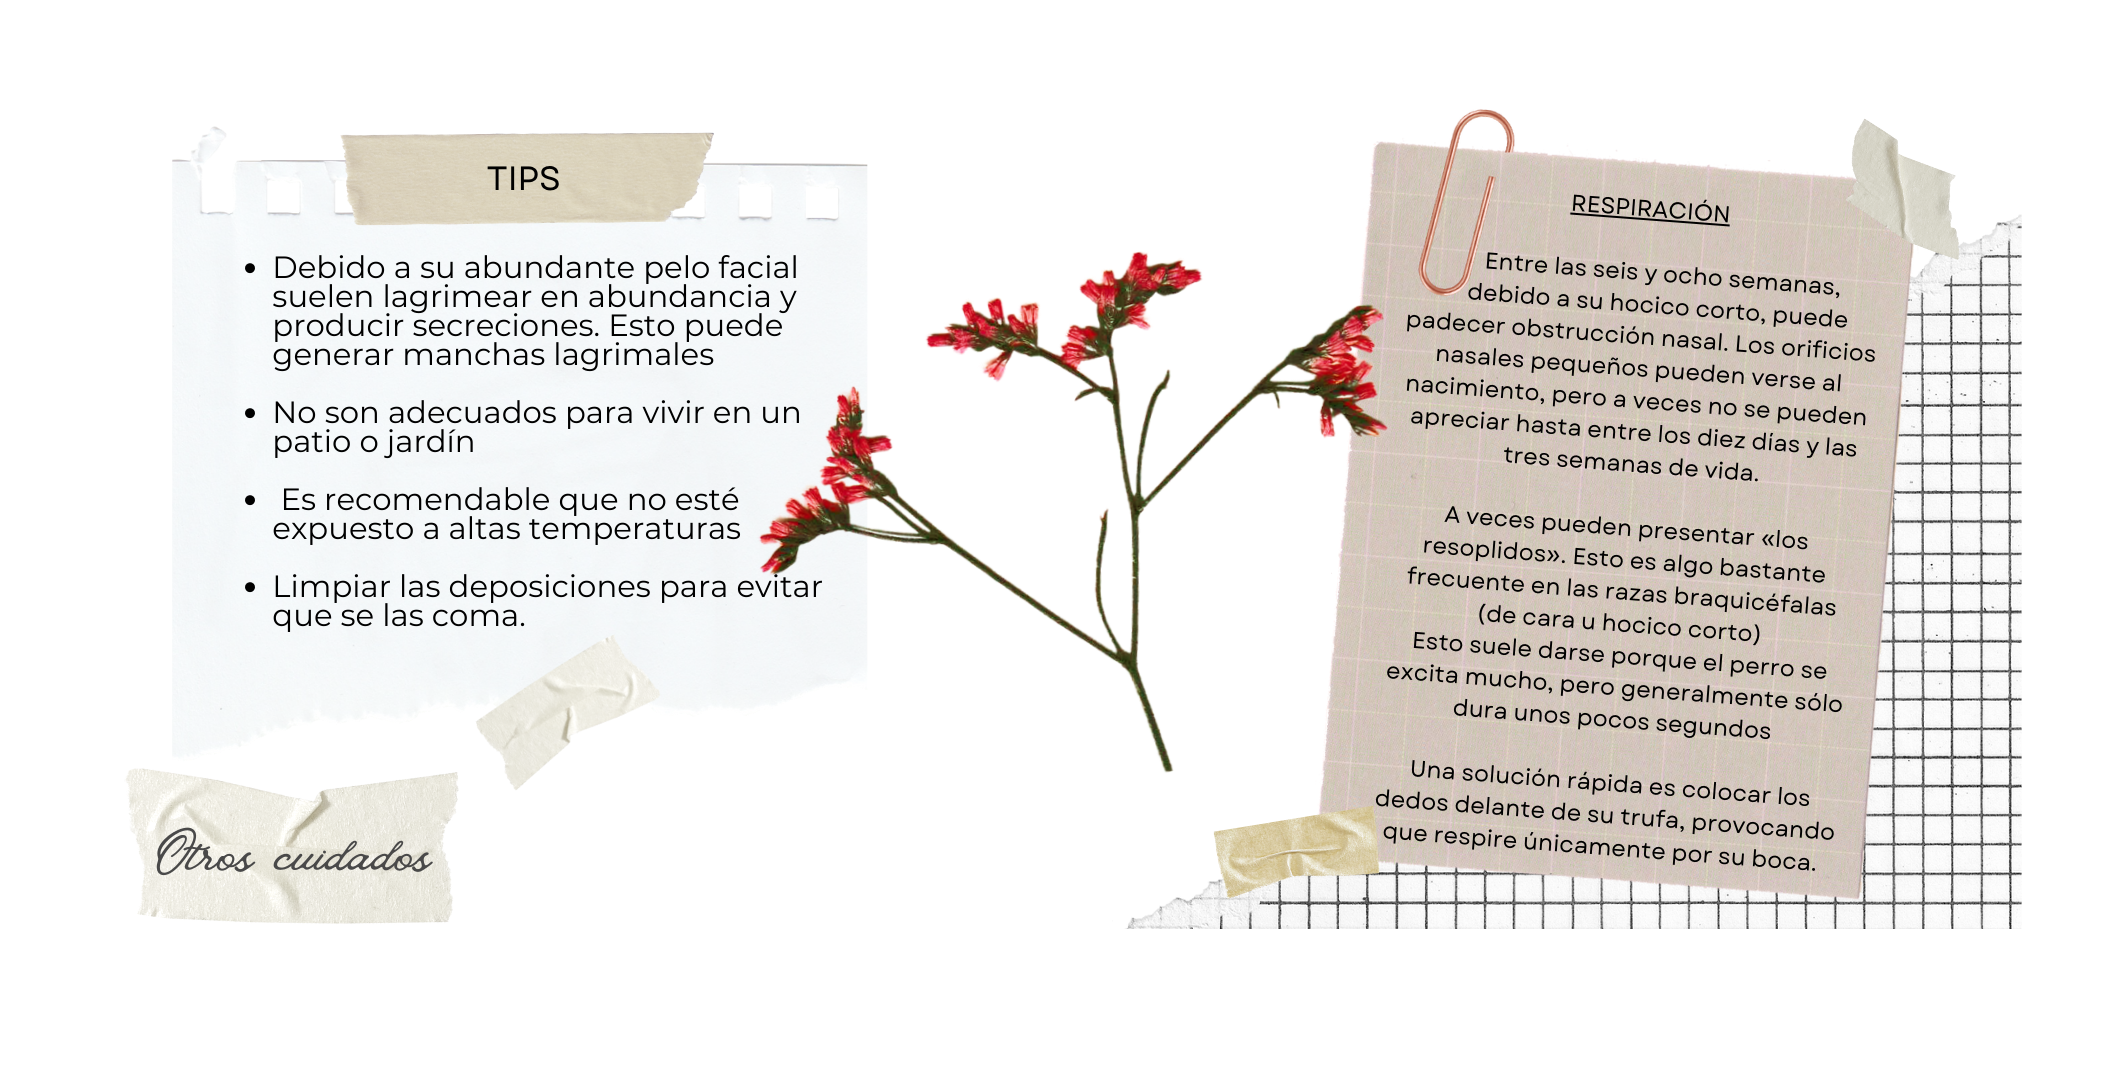 TIPS
Debido a su abundante pelo facial
suelen lagrimear en abundancia y
producir secreciones. Esto puede
generar manchas lagrimales
No son adecuados para vivir en un
patio o jardín
Es recomendable que no esté
expuesto a altas temperaturas
Limpiar las deposiciones para evitar
que se las coma.
Otros cuidados
RESPIRACIÓN
Entre las seis y ocho semanas,
debido a su hocico corto, puede
padecer obstrucción nasal. Los orificios
nasales pequeños pueden verse al
nacimiento, pero a veces no se pueden
apreciar hasta entre los diez días y las
tres semanas de vida.
A veces pueden presentar «los
resoplidos». Esto es algo bastante
frecuente en las razas braquicéfalas
(de cara u hocico corto)
Esto suele darse porque el perro se
excita mucho, pero generalmente sólo
dura unos pocos segundos
Una solución rápida es colocar los
dedos delante de su trufa, provocando
que respire únicamente por su boca.